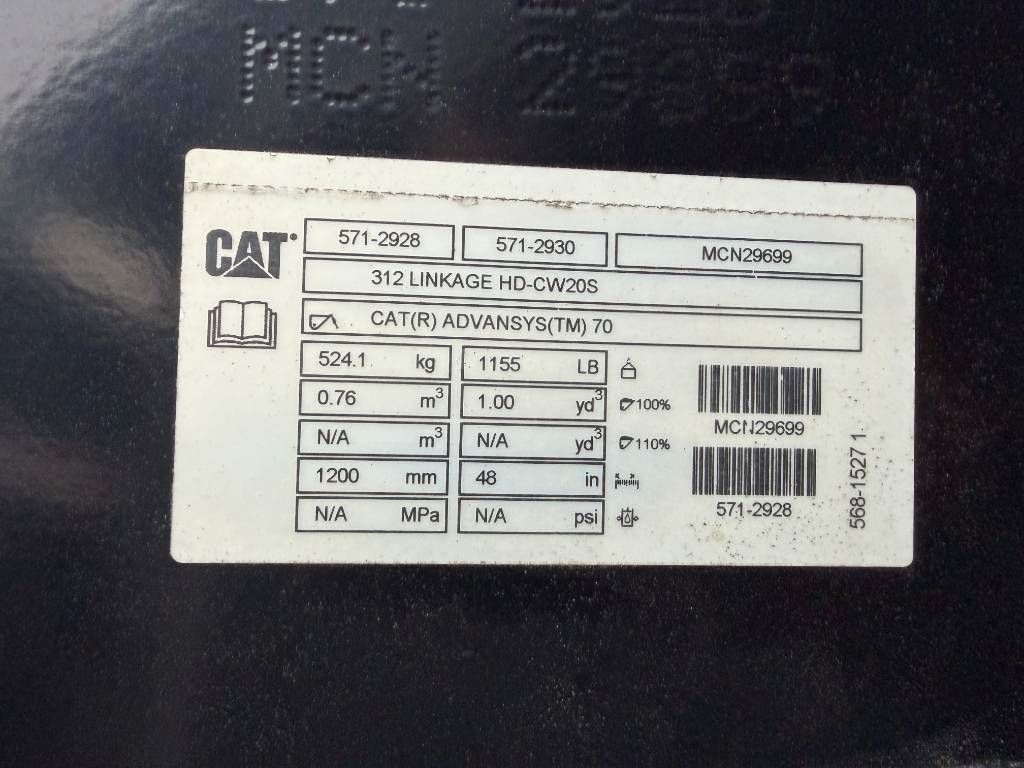 MCN 29699
CAT
571-2928 571-2930 MCN29699
312 LINKAGE HD-CW20S
CAT(R) ADVANSYS(TM) 70
524.1 kg 1155 LB
0.76 m³ 1.00 yd³ 100%
N/A m³ N/A yd³ 110%
1200 mm 48 in
N/A MPa N/A psi
MCN29699
571-2928
568-1527 1